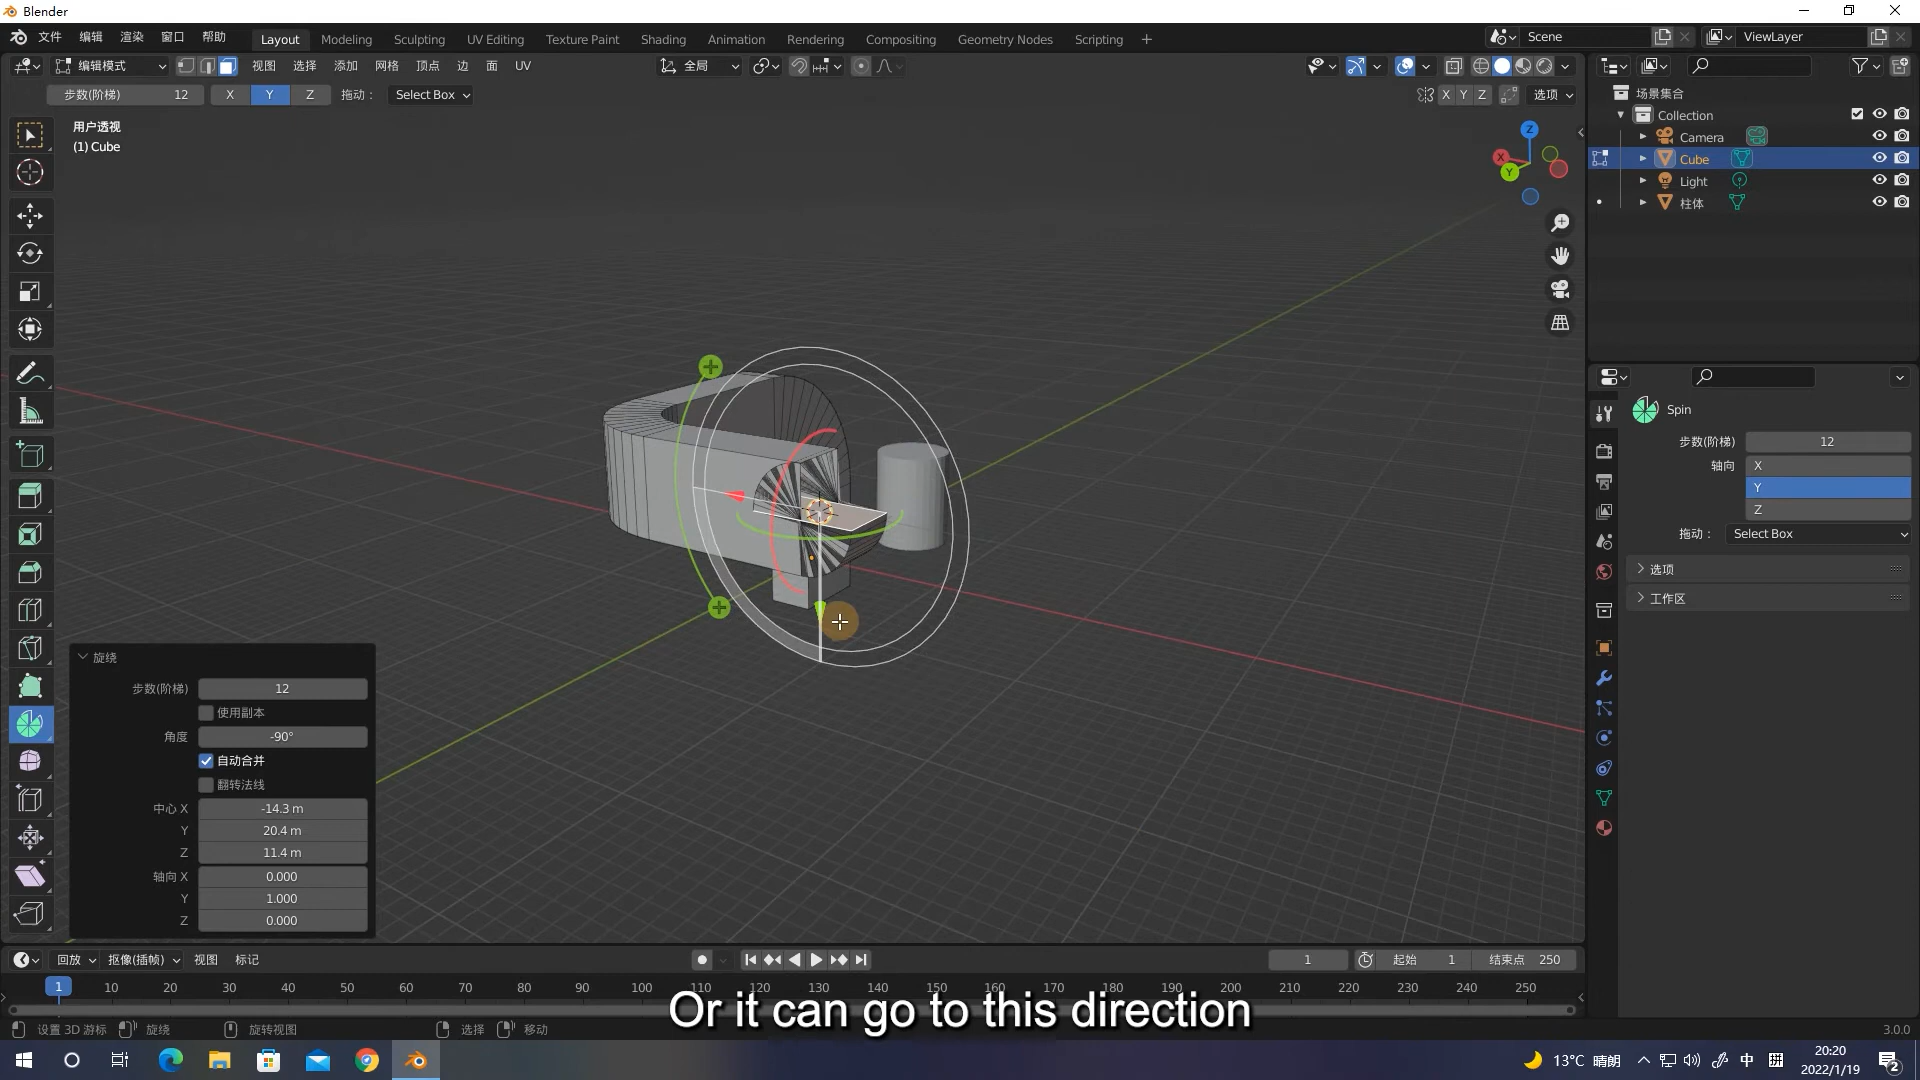 Blender
文件 编辑 渲染 窗口 帮助 Layout Modeling Sculpting UV Editing Texture Paint Shading Animation Rendering Compositing Geometry Nodes Scripting + Scene ViewLayer
编辑模式 视图 选择 添加 网格 顶点 边 面 UV 全局
步数(阶梯) 12 X Y Z 拖动： Select Box X Y Z 选项
用户透视
(1) Cube
Z
X
Y
场景集合
Collection
Camera
Cube
Light
柱体
Spin
步数(阶梯) 12
轴向 X
Y
Z
拖动： Select Box
选项
工作区
旋绕
步数(阶梯) 12
使用副本
角度 -90°
自动合并
翻转法线
中心 X -14.3 m
Y 20.4 m
Z 11.4 m
轴向 X 0.000
Y 1.000
Z 0.000
回放 抠像(插帧) 视图 标记 1 起始 1 结束点 250
1 10 20 30 40 50 60 70 80 90 100 110 120 130 140 150 160 170 180 190 200 210 220 230 240 250
Or it can go to this direction
设置 3D 游标 旋绕 旋转视图 选择 移动 3.0.0
13°C 晴朗 中 20:20
2022/1/19
2